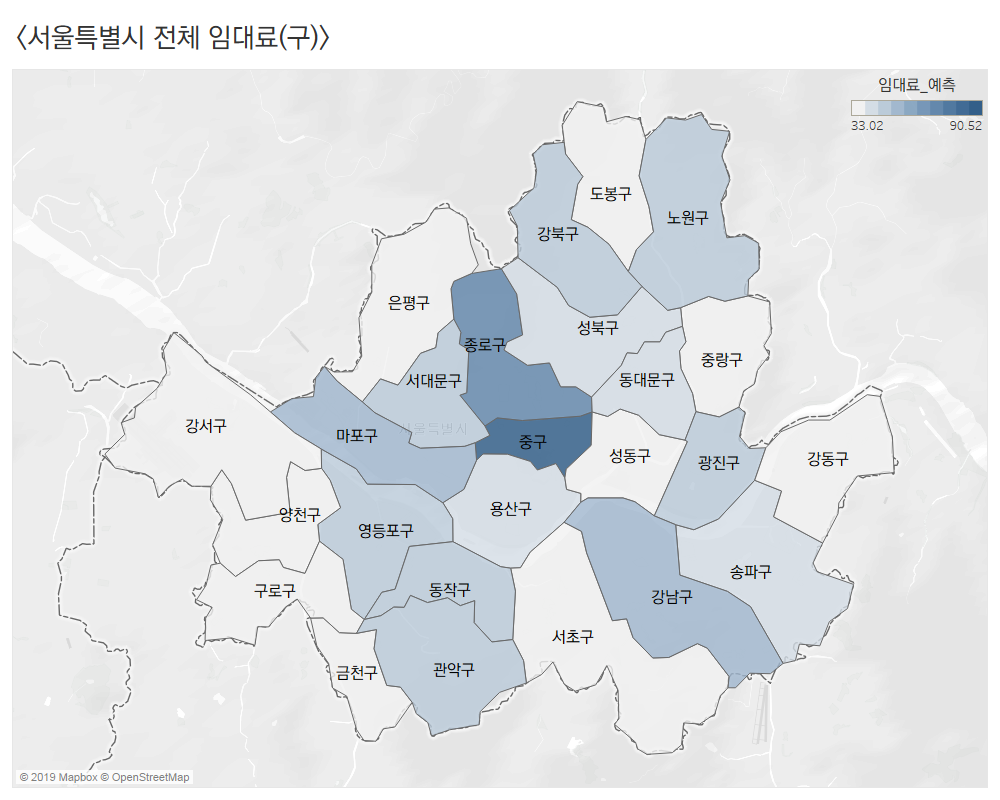 〈서울특별시 전체 임대료(구)〉
임대료_예측
33.02 90.52
도봉구
노원구
강북구
은평구
성북구
종로구
중랑구
서대문구
동대문구
강서구
서울특별시
마포구
중구
성동구
광진구
강동구
양천구
용산구
영등포구
송파구
구로구
동작구
강남구
서초구
금천구
관악구
© 2019 Mapbox © OpenStreetMap